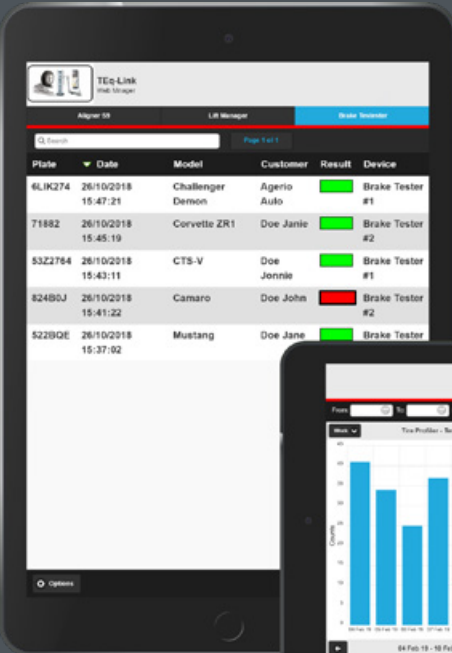 TEq-Link
Web Manager
Lift Manager
Search
Page 1 of 1
Plate Date Model Customer Result Device
6LIK274 26/10/2018 15:47:21 Challenger Demon Agerio Aulo Brake Tester #1
71882 26/10/2018 15:45:19 Corvette ZR1 Doe Janie Brake Tester #2
53Z2764 26/10/2018 15:43:11 CTS-V Doe Jonnie Brake Tester #1
824B0J 26/10/2018 15:41:22 Camaro Doe John Brake Tester #2
522BQE 26/10/2018 15:37:02 Mustang Doe Jane Brake Tester
Options
From: To:
Week
Counts